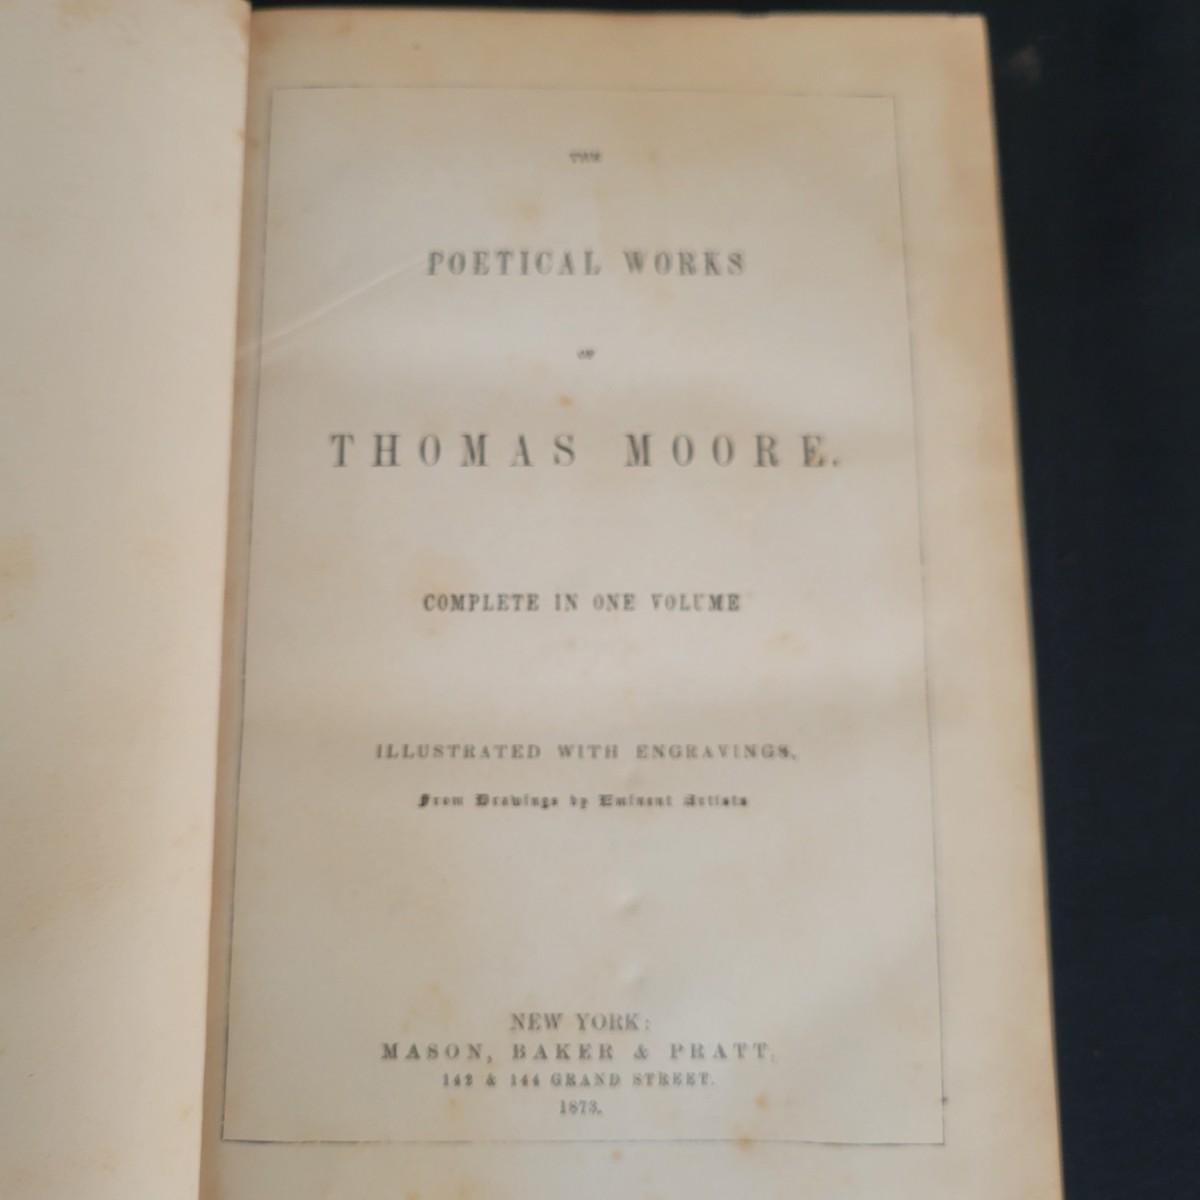 THE
POETICAL WORKS
OF
THOMAS MOORE.
COMPLETE IN ONE VOLUME
ILLUSTRATED WITH ENGRAVINGS,
From Drawings by Eminent Artists
NEW YORK:
MASON, BAKER & PRATT,
142 & 144 GRAND STREET.
1873.